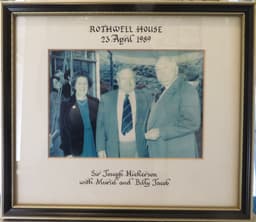 ROTHWELL HOUSE
23 April 1989
Sir Joseph Nickerson
with Muriel and Billy Jacob